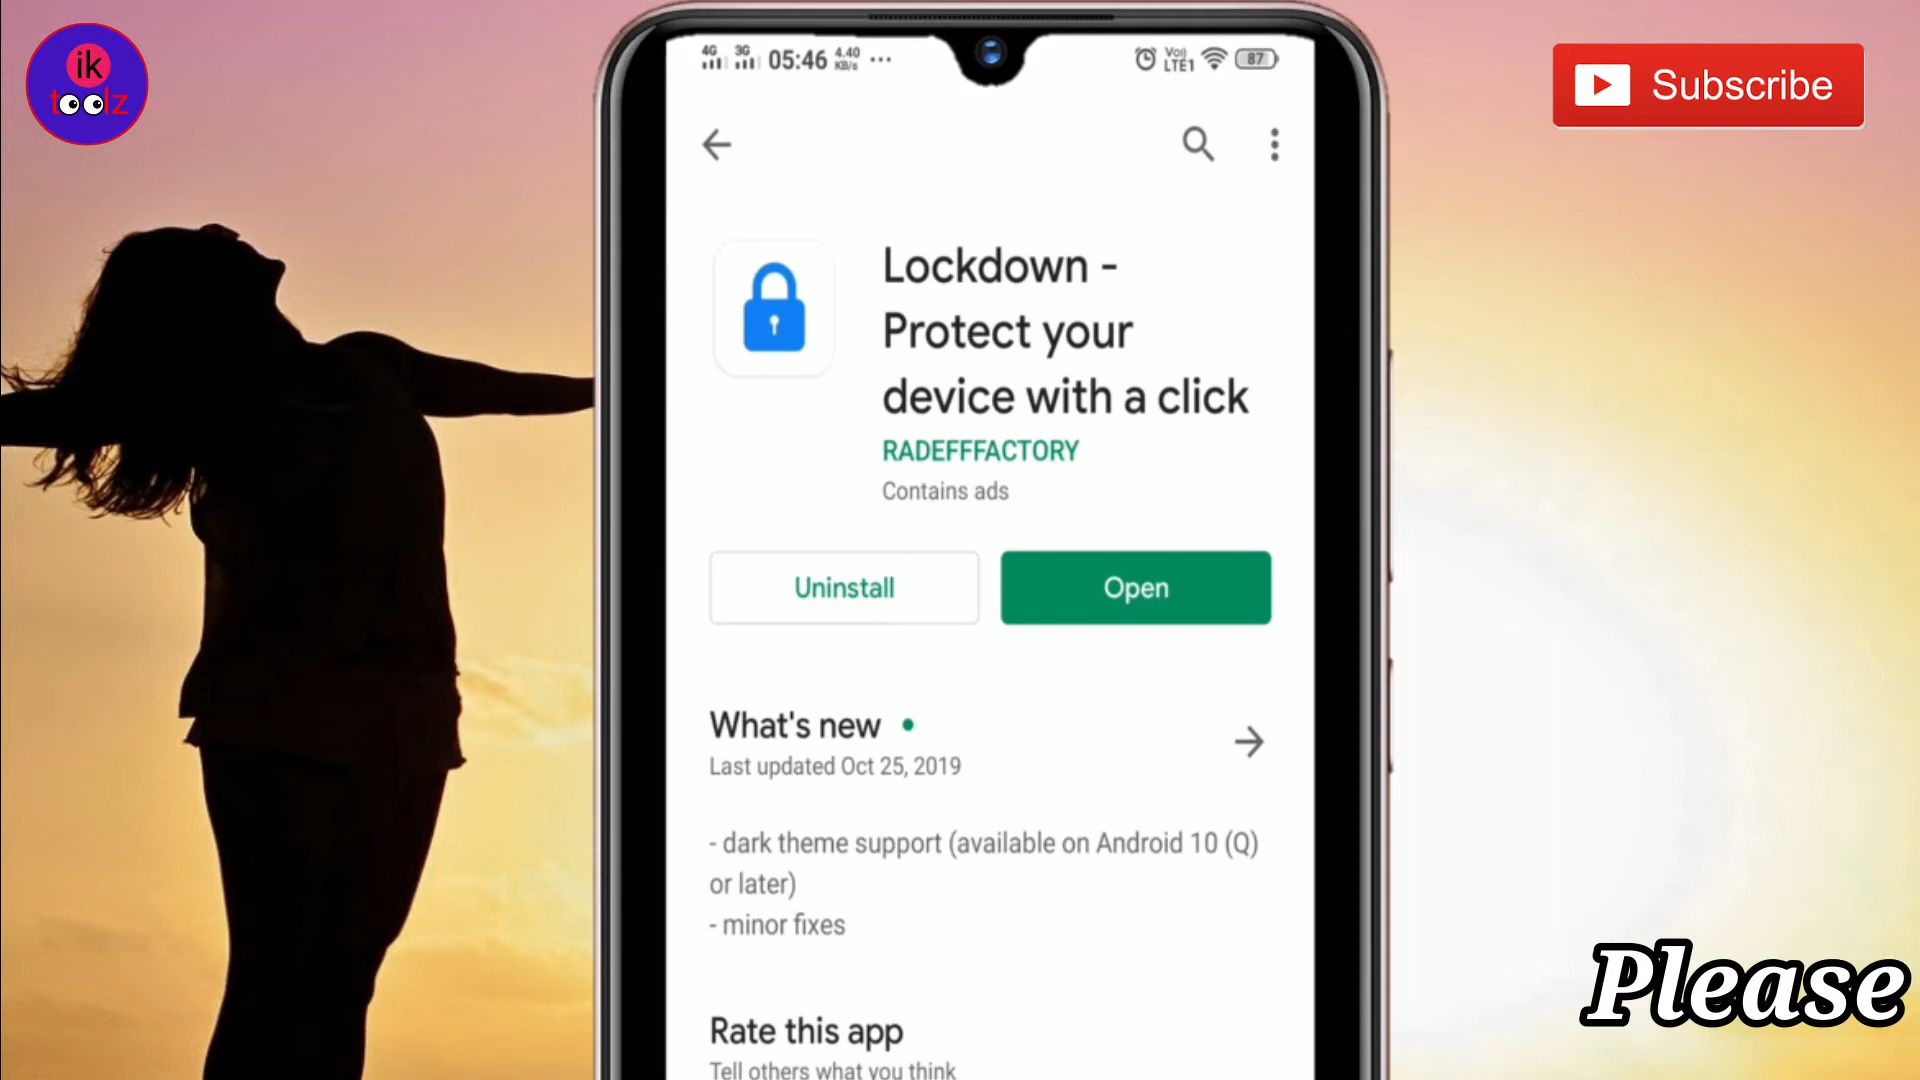 ik
toolz
4G 3G 05:46 4.40 KB/s ... Vo) LTE1 87
Subscribe
Lockdown -
Protect your
device with a click
RADEFFFACTORY
Contains ads
Uninstall
Open
What's new
Last updated Oct 25, 2019
- dark theme support (available on Android 10 (Q)
or later)
- minor fixes
Rate this app
Tell others what you think
Please